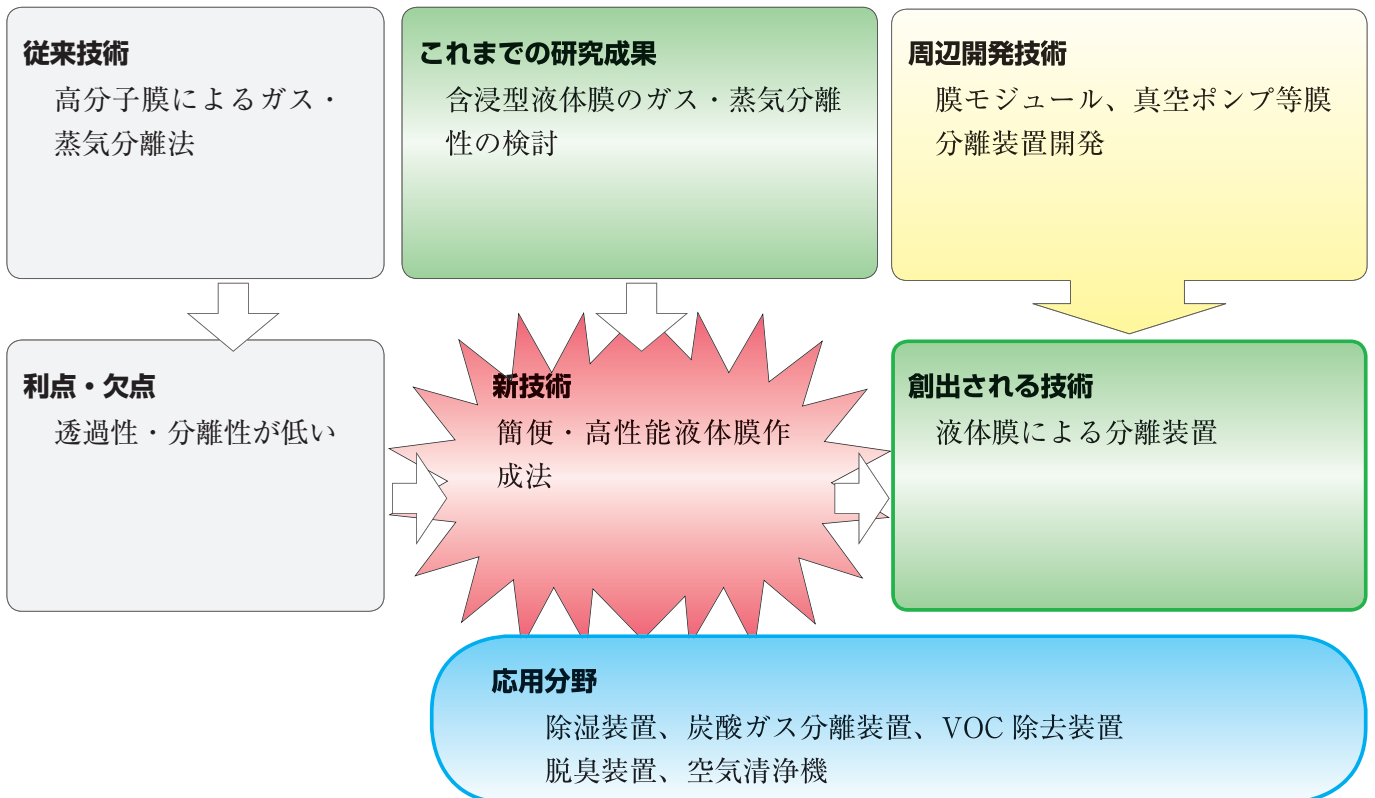 従来技術
高分子膜によるガス・
蒸気分離法
これまでの研究成果
含浸型液体膜のガス・蒸気分離
性の検討
周辺開発技術
膜モジュール、真空ポンプ等膜
分離装置開発
利点・欠点
透過性・分離性が低い
新技術
簡便・高性能液体膜作
成法
創出される技術
液体膜による分離装置
応用分野
除湿装置、炭酸ガス分離装置、VOC 除去装置
脱臭装置、空気清浄機